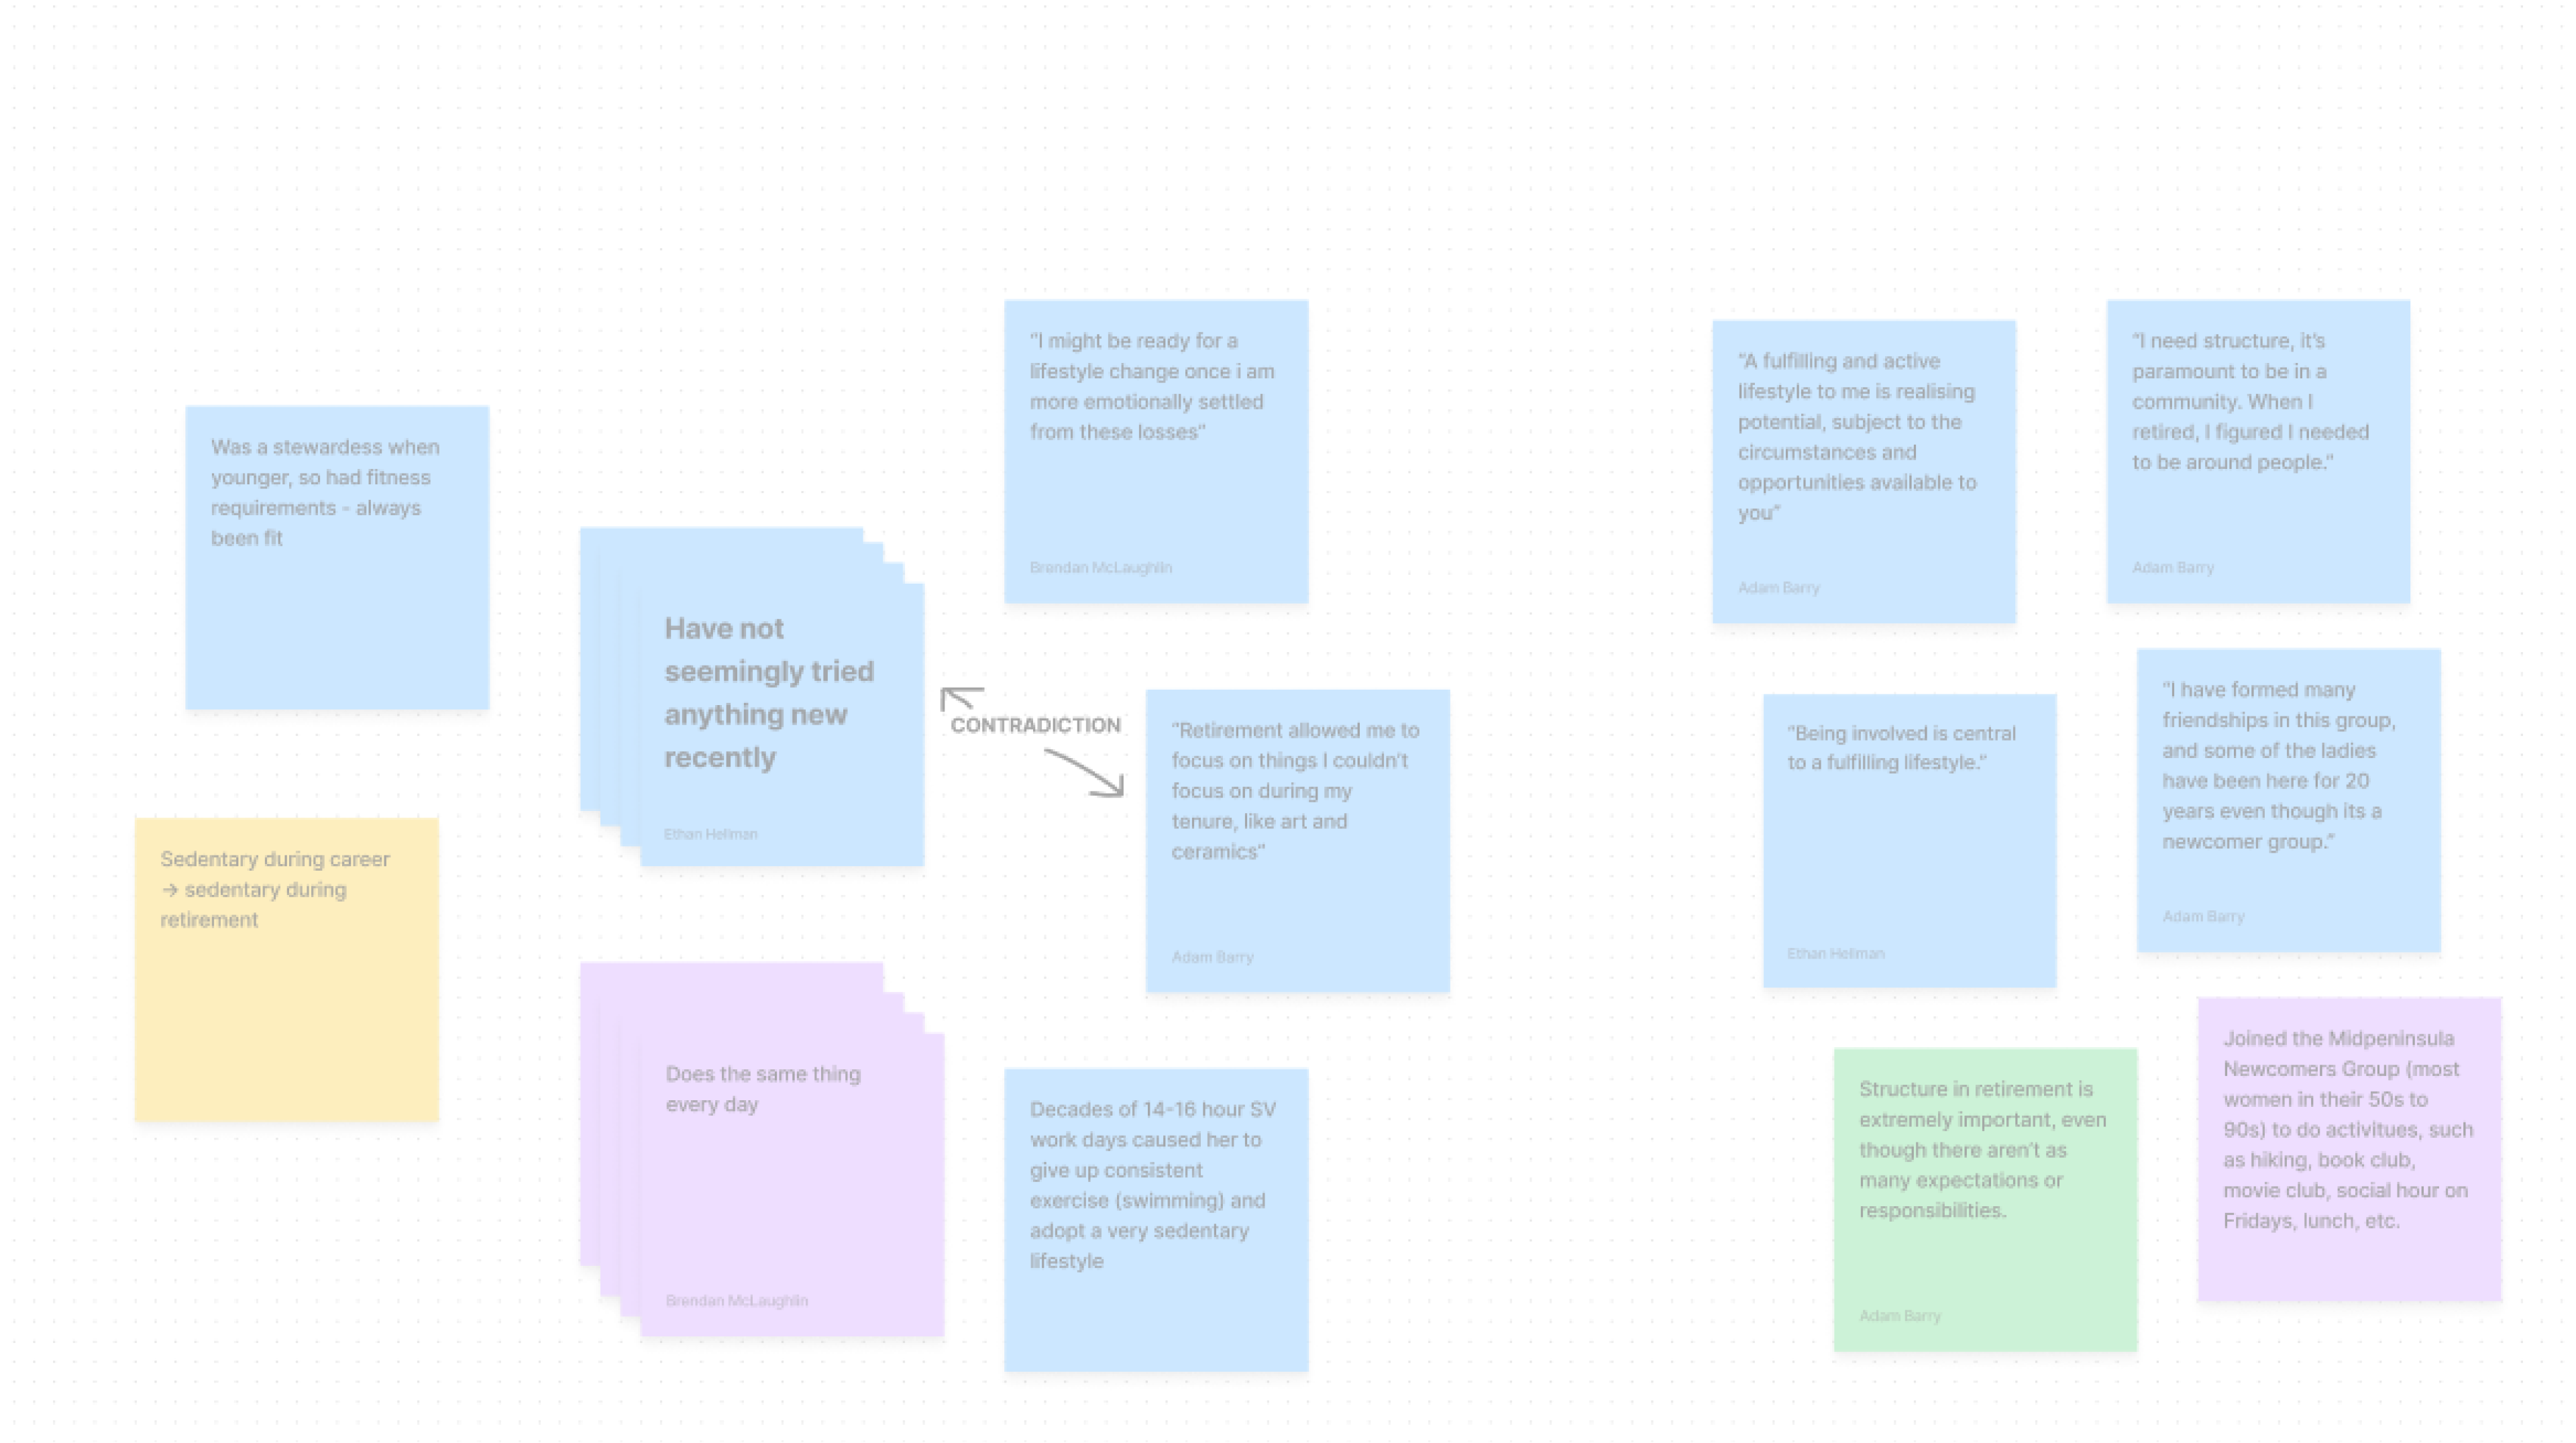 Was a stewardess when
younger, so had fitness
requirements - always
been fit
Sedentary during career
→ sedentary during
retirement
Have not
seemingly tried
anything new
recently
Ethan Hellman
Does the same thing
every day
Brendan McLaughlin
"I might be ready for a
lifestyle change once i am
more emotionally settled
from these losses"
Brendan McLaughlin
CONTRADICTION
"Retirement allowed me to
focus on things I couldn't
focus on during my
tenure, like art and
ceramics"
Adam Barry
Decades of 14-16 hour SV
work days caused her to
give up consistent
exercise (swimming) and
adopt a very sedentary
lifestyle
"A fulfilling and active
lifestyle to me is realising
potential, subject to the
circumstances and
opportunities available to
you"
Adam Barry
"I need structure, it's
paramount to be in a
community. When I
retired, I figured I needed
to be around people."
Adam Barry
"Being involved is central
to a fulfilling lifestyle."
Ethan Hellman
"I have formed many
friendships in this group,
and some of the ladies
have been here for 20
years even though its a
newcomer group."
Adam Barry
Structure in retirement is
extremely important, even
though there aren't as
many expectations or
responsibilities.
Adam Barry
Joined the Midpeninsula
Newcomers Group (most
women in their 50s to
90s) to do activitues, such
as hiking, book club,
movie club, social hour on
Fridays, lunch, etc.